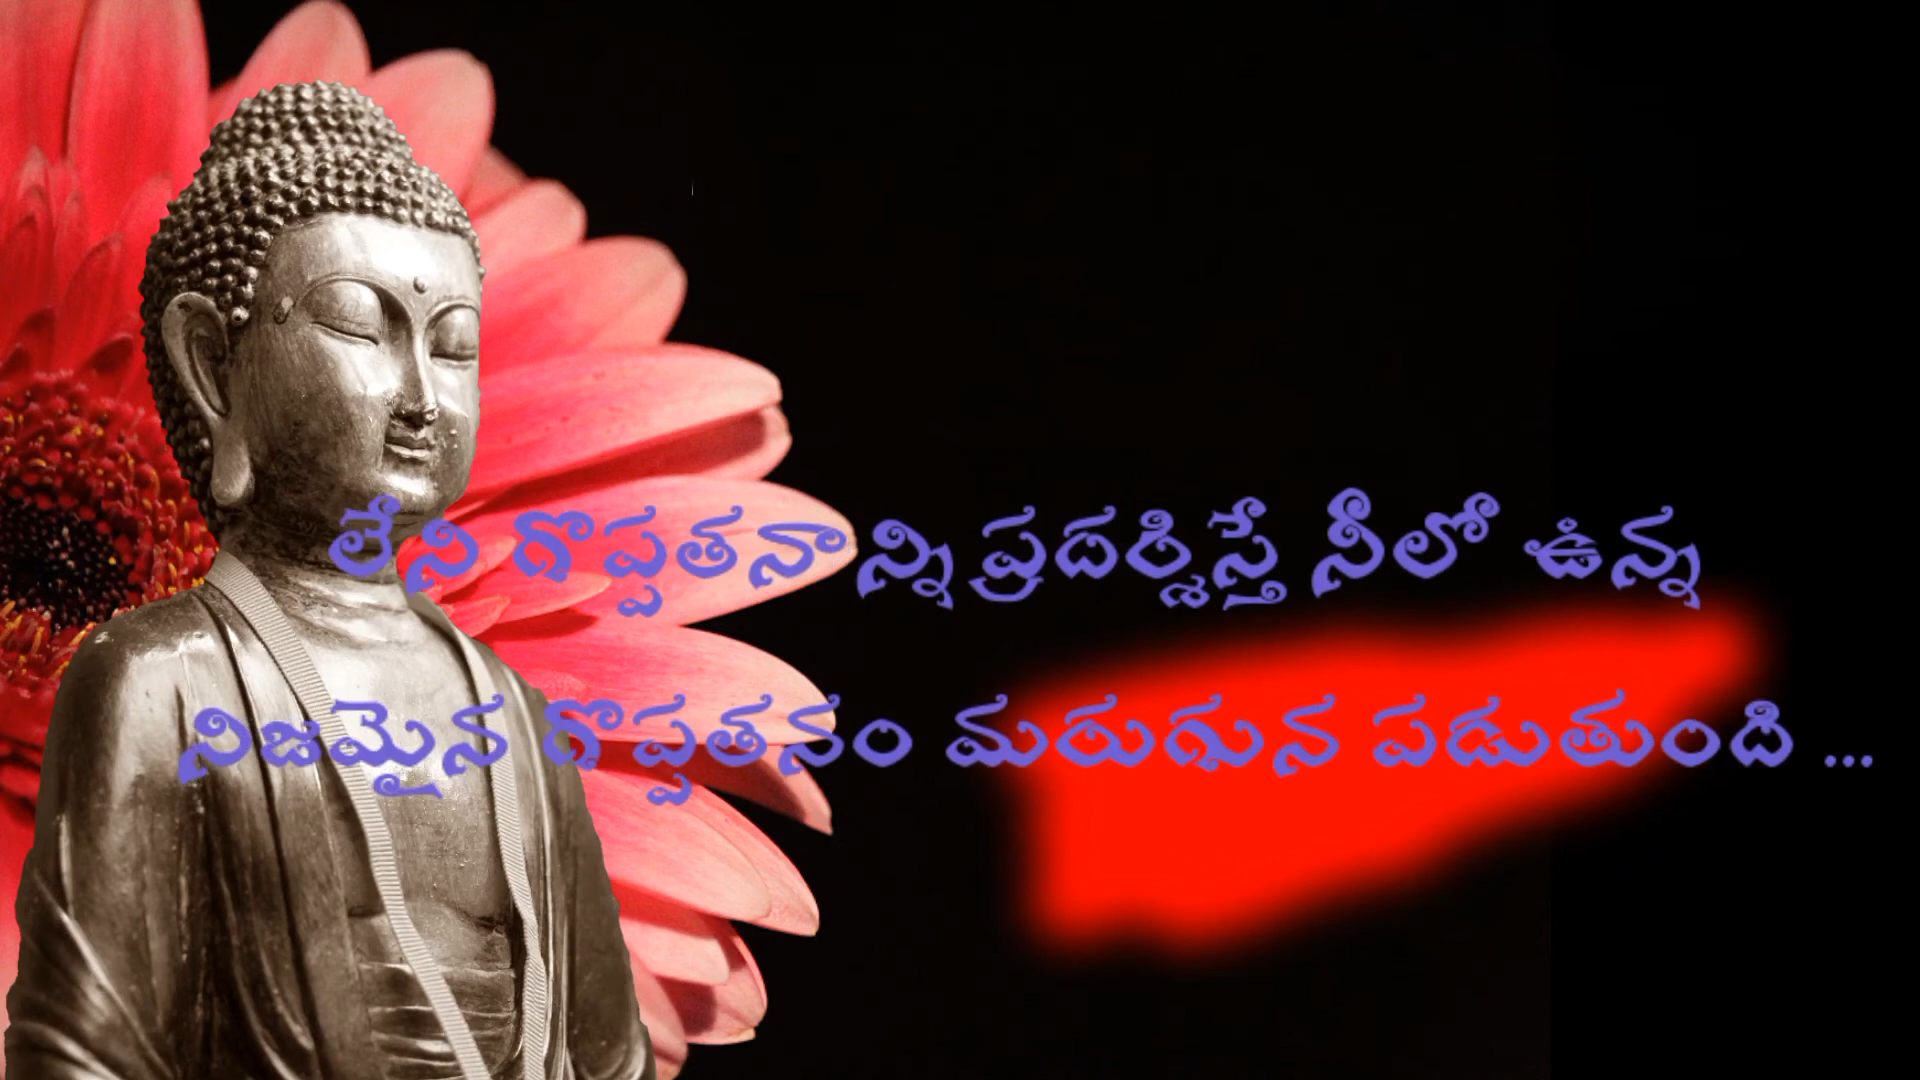 లేని గొప్పతనాన్ని ప్రదర్శిస్తే నీలో ఉన్న
నిజమైన గొప్పతనం మరుగున పడుతుంది ...